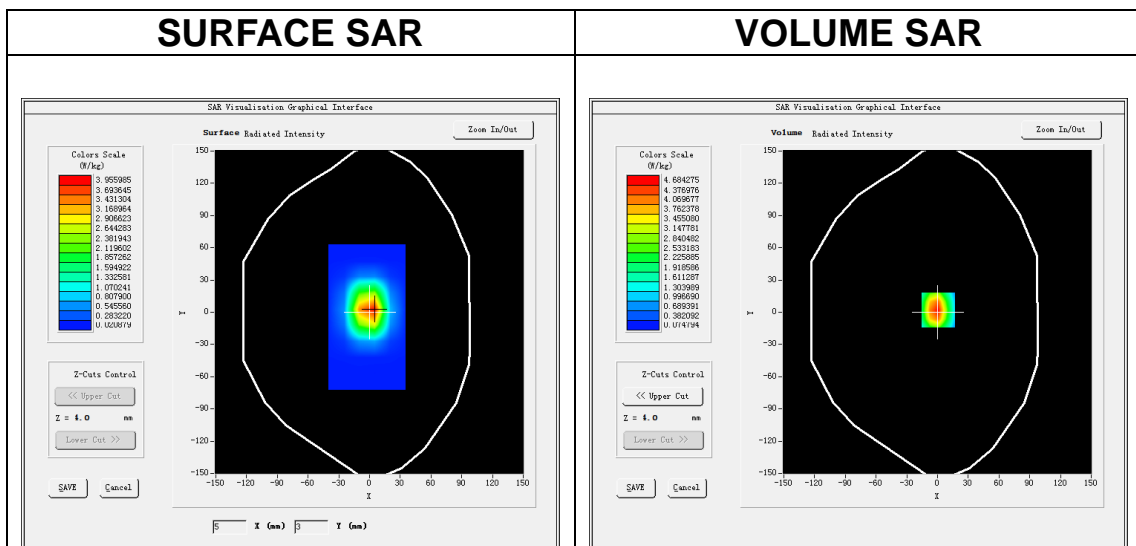 SURFACE SAR
SAR Visualisation Graphical Interface
Surface Radiated Intensity
Zoom In/Out
Colors Scale
(W/kg)
3.955985
3.693645
3.431304
3.168964
2.906623
2.644283
2.381943
2.119602
1.857262
1.594922
1.332581
1.070241
0.807900
0.545560
0.283220
0.020879
Z-Cuts Control
<< Upper Cut
Z = 4.0 mm
Lower Cut >>
SAVE Cancel
150
120
90
60
30
0
-30
-60
-90
-120
-150
Y
-150 -120 -90 -60 -30 0 30 60 90 120 150
X
5 X (mm) 3 Y (mm)
VOLUME SAR
SAR Visualisation Graphical Interface
Volume Radiated Intensity
Zoom In/Out
Colors Scale
(W/kg)
4.684275
4.376976
4.069677
3.762378
3.455080
3.147781
2.840482
2.533183
2.225885
1.918586
1.611287
1.303989
0.996690
0.689391
0.382092
0.074794
Z-Cuts Control
<< Upper Cut
Z = 4.0 mm
Lower Cut >>
SAVE Cancel
150
120
90
60
30
0
-30
-60
-90
-120
-150
Y
-150 -120 -90 -60 -30 0 30 60 90 120 150
X